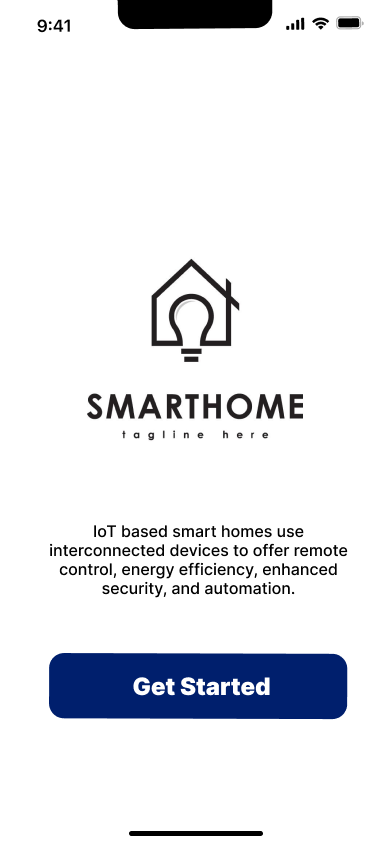 9:41
SMARTHOME
tagline here
IoT based smart homes use
interconnected devices to offer remote
control, energy efficiency, enhanced
security, and automation.
Get Started